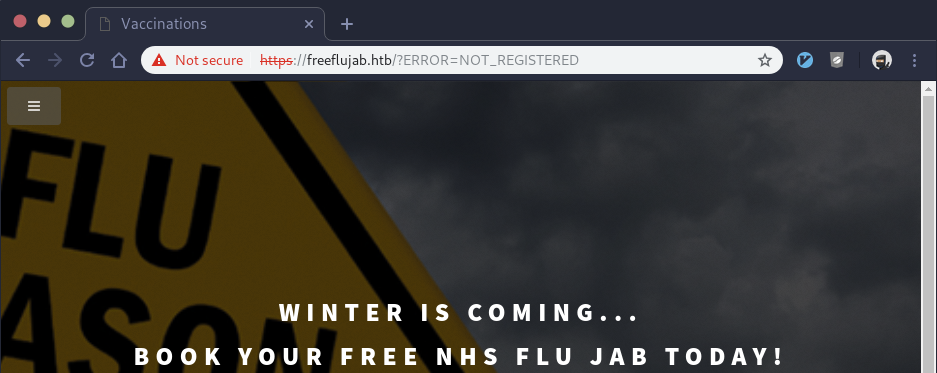 Vaccinations
Not secure https://freeflujab.htb/?ERROR=NOT_REGISTERED
FLU
ASON
WINTER IS COMING...
BOOK YOUR FREE NHS FLU JAB TODAY!